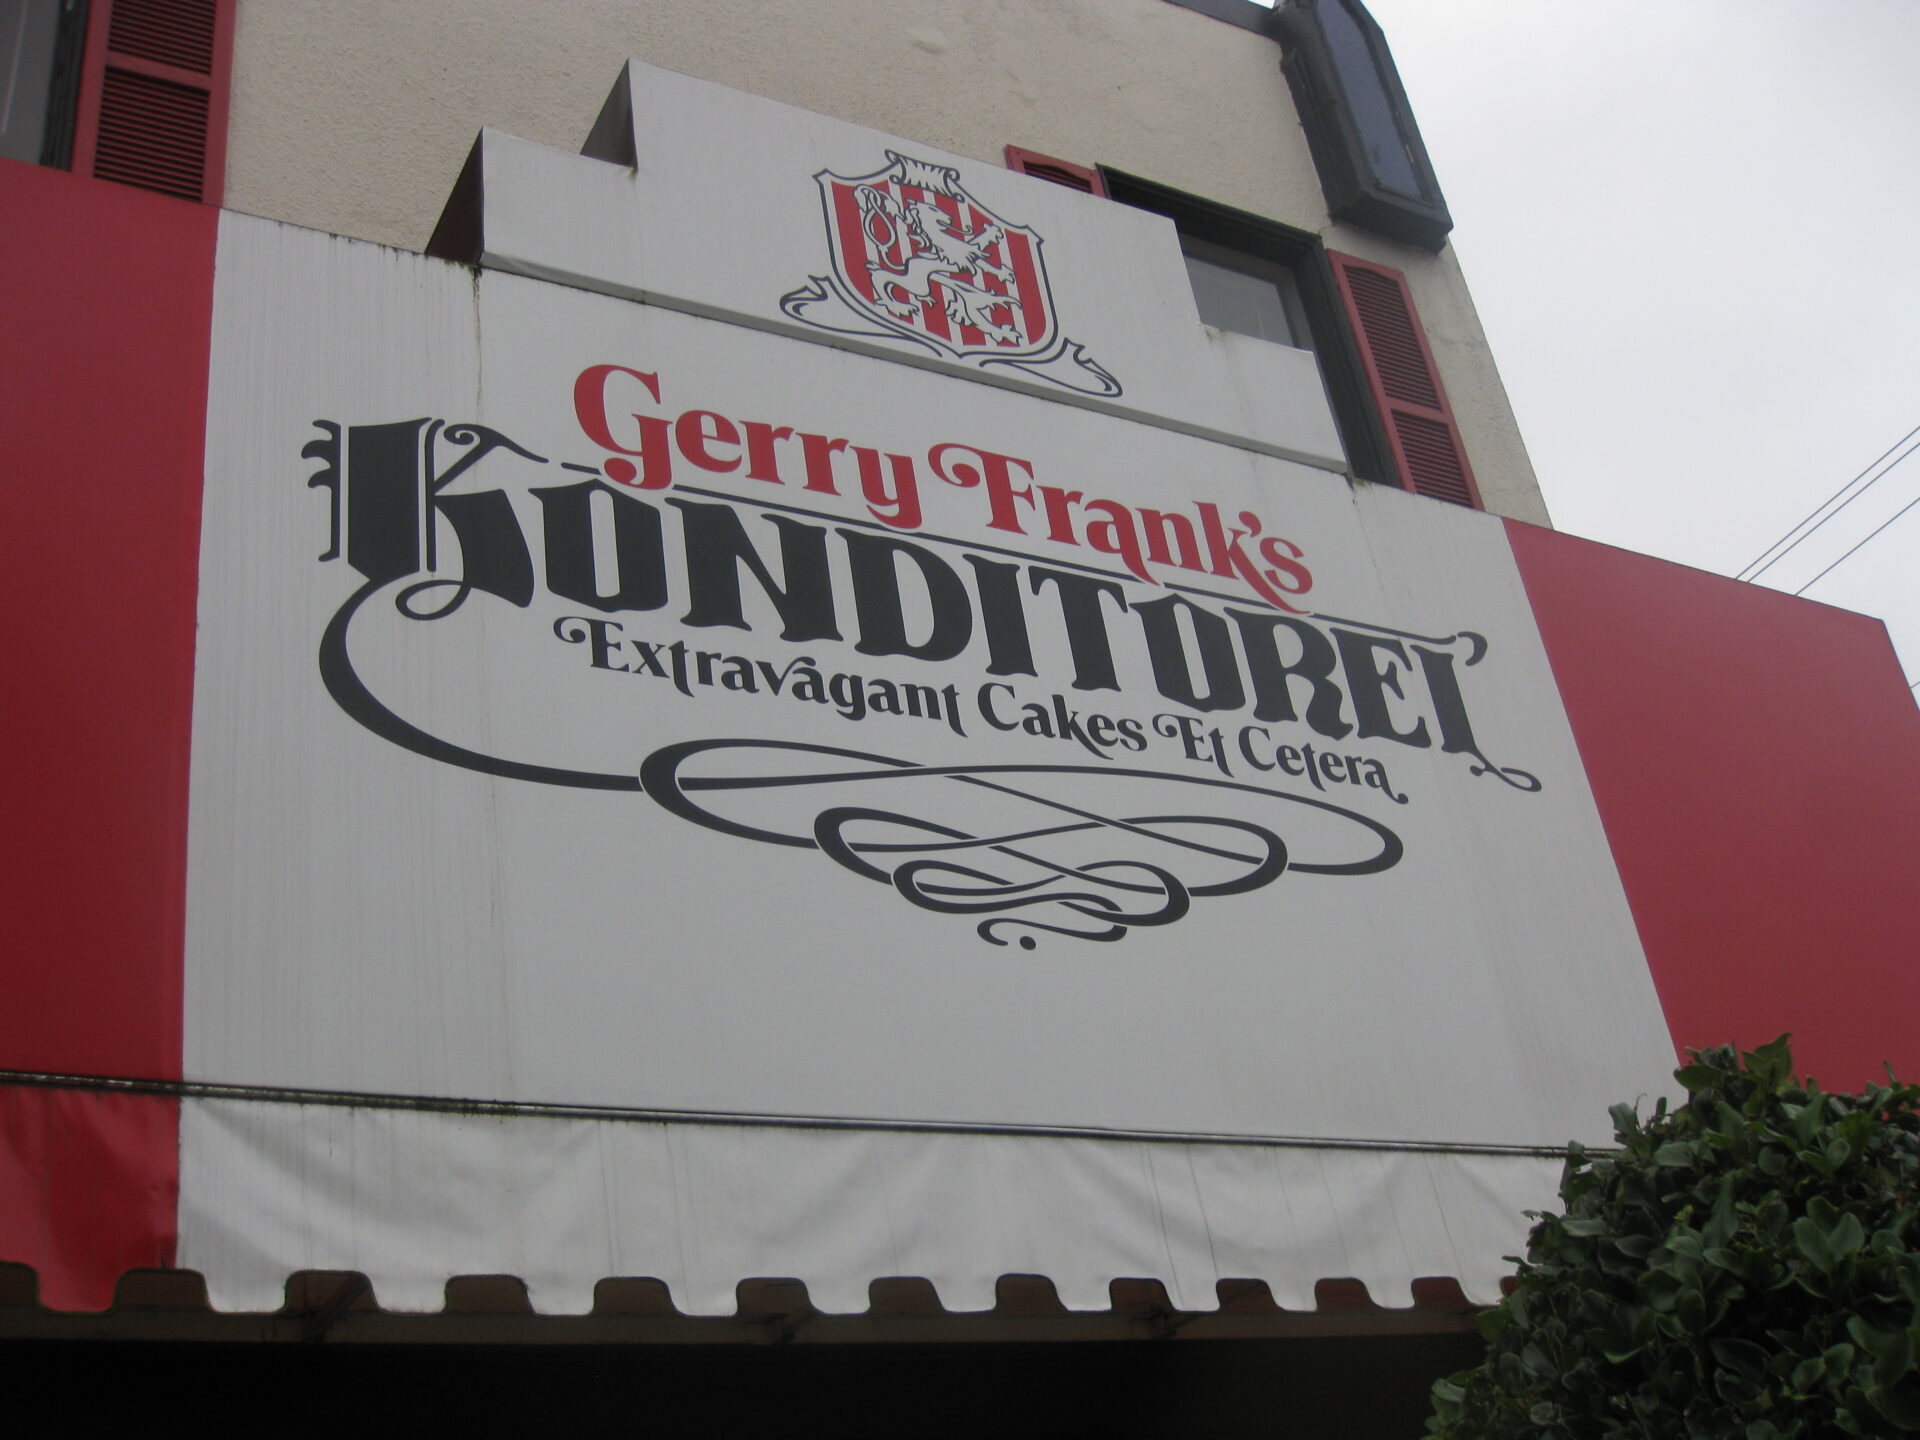 Gerry Frank's
KONDITOREI
Extravagant Cakes Et Cetera